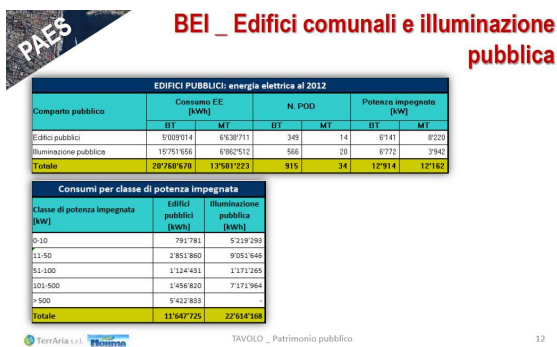 PAES
BEI _ Edifici comunali e illuminazione
pubblica
EDIFICI PUBBLICI: energia elettrica al 2012
Comparto pubblico Consumo EE [kWh] N. POD Potenza impegnata [kW]
BT MT BT MT BT MT
Edifici pubblici 5'009'014 6'638'711 349 14 6'141 8'220
Illuminazione pubblica 15'751'656 6'862'512 566 20 6'772 3'942
Totale 20'760'670 13'501'223 915 34 12'914 12'162
Consumi per classe di potenza impegnata
Classe di potenza impegnata [kW] Edifici pubblici [kWh] Illuminazione pubblica [kWh]
0-10 791'781 5'219'293
11-50 2'851'860 9'051'646
51-100 1'124'431 1'171'265
101-500 1'456'820 7'171'964
>500 5'422'833 -
Totale 11'647'725 22'614'168
TerrAria s.r.l. Norma TAVOLO _ Patrimonio pubblico 12